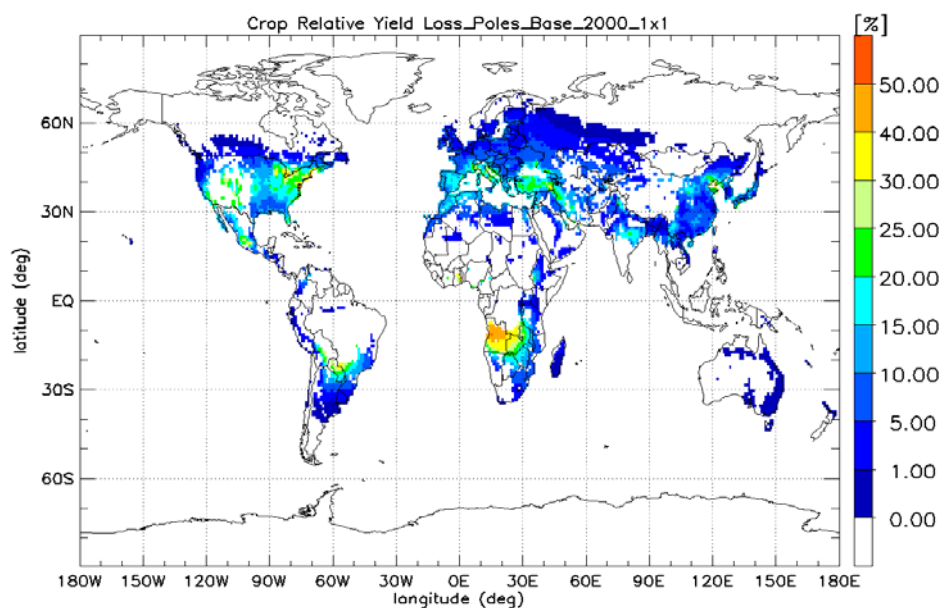 Crop Relative Yield Loss_Poles_Base_2000_1x1
[%]
50.00
40.00
30.00
25.00
20.00
15.00
10.00
5.00
1.00
0.00
60N
30N
EQ
30S
60S
latitude (deg)
180W 150W 120W 90W 60W 30W 0E 30E 60E 90E 120E 150E 180E
longitude (deg)